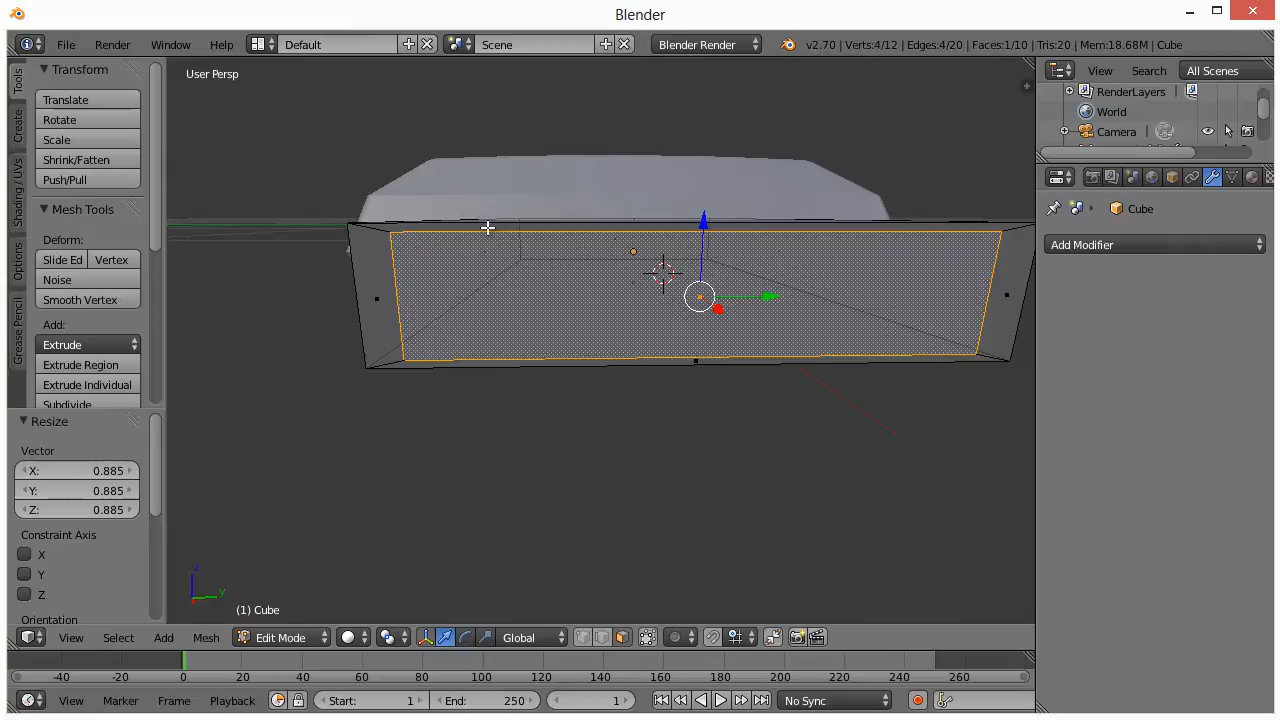 Blender
File Render Window Help Default Scene Blender Render v2.70 | Verts:4/12 | Edges:4/20 | Faces:1/10 | Tris:20 | Mem:18.68M | Cube
Tools
Create
Shading / UVs
Options
Grease Pencil
Transform
Translate
Rotate
Scale
Shrink/Fatten
Push/Pull
Mesh Tools
Deform:
Slide Ed Vertex
Noise
Smooth Vertex
Add:
Extrude
Extrude Region
Extrude Individual
Subdivide
Resize
Vector
X: 0.885
Y: 0.885
Z: 0.885
Constraint Axis
X
Y
Z
Orientation
User Persp
z
y
(1) Cube
View Search All Scenes
RenderLayers
World
Camera
Cube
Add Modifier
View Select Add Mesh Edit Mode Global
-40 -20 0 20 40 60 80 100 120 140 160 180 200 220 240 260
View Marker Frame Playback Start: 1 End: 250 1 No Sync